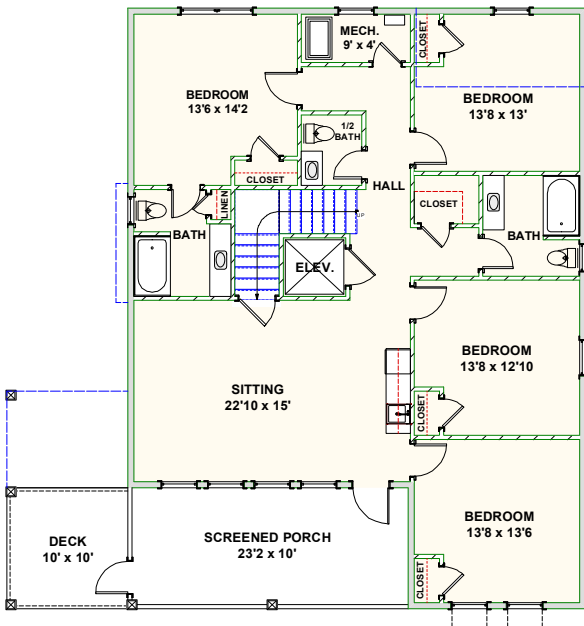 MECH.
9' x 4'
CLOSET
BEDROOM
13'6 x 14'2
BEDROOM
13'8 x 13'
1/2
BATH
CLOSET
HALL
LINEN
CLOSET
UP
BATH
BATH
ELEV.
BEDROOM
13'8 x 12'10
SITTING
22'10 x 15'
CLOSET
BEDROOM
13'8 x 13'6
SCREENED PORCH
23'2 x 10'
DECK
10' x 10'
CLOSET